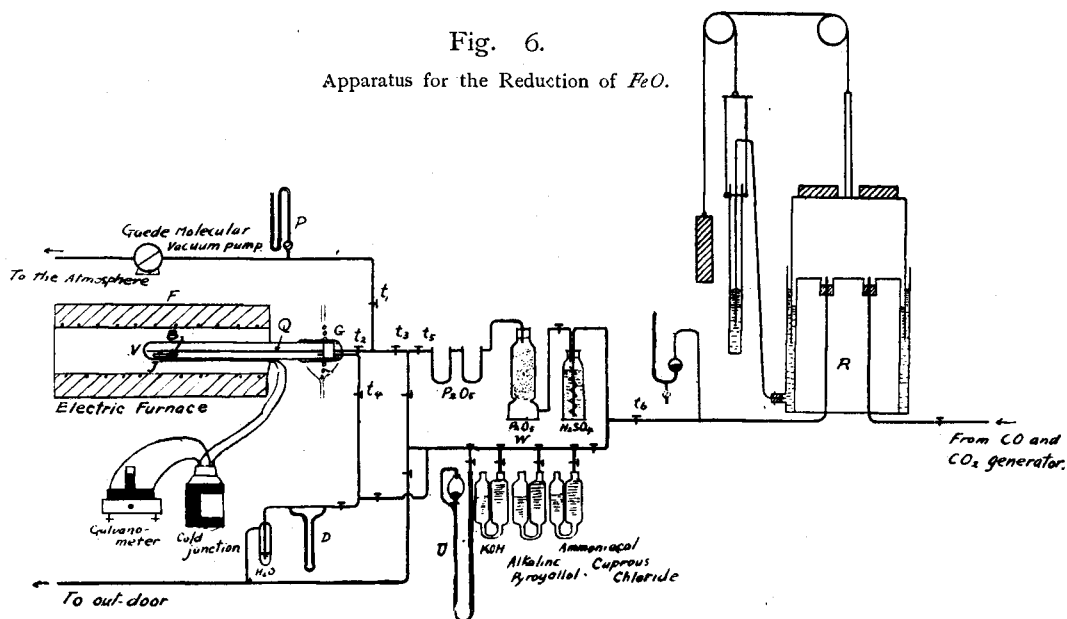 Fig. 6.
Apparatus for the Reduction of FeO.
Guede Molecular
Vacuum pump.
P
To the Atmosphere
t₁
F
V
Q
G
t₂
t₃
t₅
t₄
P₂O₅
P₂O₅
W
H₂SO₄
t₆
R
Electric Furnace
From CO and
CO₂ generator.
Galvano-
meter
Cold
junction
H₂O
D
U
KOH
Alkaline
Pyrogallol.
Ammoniacal
Cuprous
Chloride
To out-door